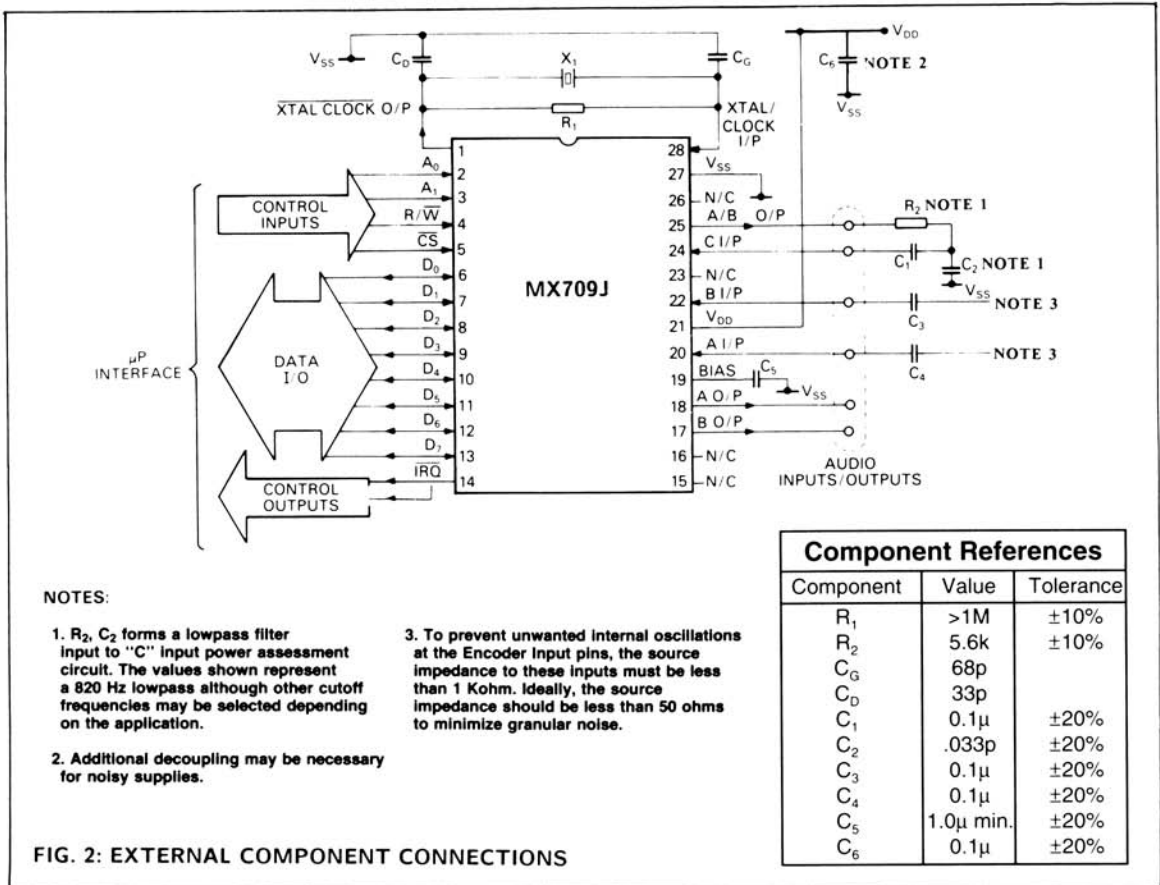 V_SS
C_D
X_1
C_G
V_DD
C_6 NOTE 2
V_SS
XTAL CLOCK O/P
R_1
XTAL/
CLOCK
I/P
MX709J
μP
INTERFACE
CONTROL
INPUTS
DATA
I/O
CONTROL
OUTPUTS
1
A_0 2
A_1 3
R/W̅ 4
C̅S̅ 5
D_0 6
D_1 7
D_2 8
D_3 9
D_4 10
D_5 11
D_6 12
D_7 13
I̅R̅Q̅ 14
28
27 V_SS
26 N/C
25 A/B O/P
24 C I/P
23 N/C
22 B I/P
21 V_DD
20 A I/P
19 BIAS
18 A O/P
17 B O/P
16 N/C
15 N/C
R_2 NOTE 1
C_1
C_2 NOTE 1
V_SS
C_3
NOTE 3
C_4
NOTE 3
C_5
V_SS
AUDIO
INPUTS/OUTPUTS
NOTES:
1. R_2, C_2 forms a lowpass filter
input to "C" input power assessment
circuit. The values shown represent
a 820 Hz lowpass although other cutoff
frequencies may be selected depending
on the application.
2. Additional decoupling may be necessary
for noisy supplies.
3. To prevent unwanted internal oscillations
at the Encoder Input pins, the source
impedance to these inputs must be less
than 1 Kohm. Ideally, the source
impedance should be less than 50 ohms
to minimize granular noise.
Component References
Component Value Tolerance
R_1 >1M ±10%
R_2 5.6k ±10%
C_G 68p
C_D 33p
C_1 0.1μ ±20%
C_2 .033p ±20%
C_3 0.1μ ±20%
C_4 0.1μ ±20%
C_5 1.0μ min. ±20%
C_6 0.1μ ±20%
FIG. 2: EXTERNAL COMPONENT CONNECTIONS